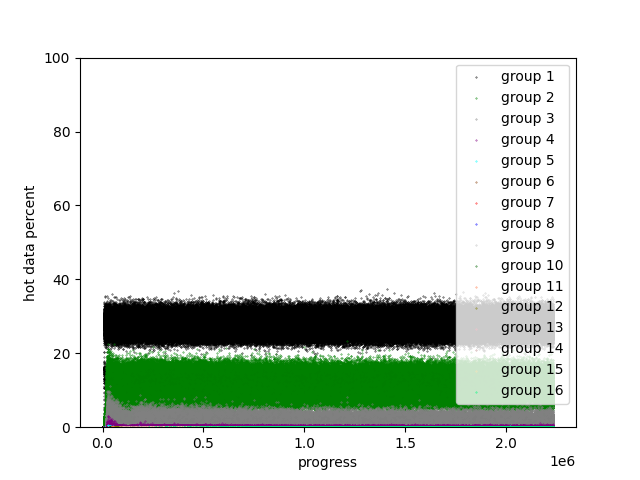 100
80
60
40
20
0
hot data percent
0.0
0.5
1.0
1.5
2.0
1e6
progress
group 1
group 2
group 3
group 4
group 5
group 6
group 7
group 8
group 9
group 10
group 11
group 12
group 13
group 14
group 15
group 16